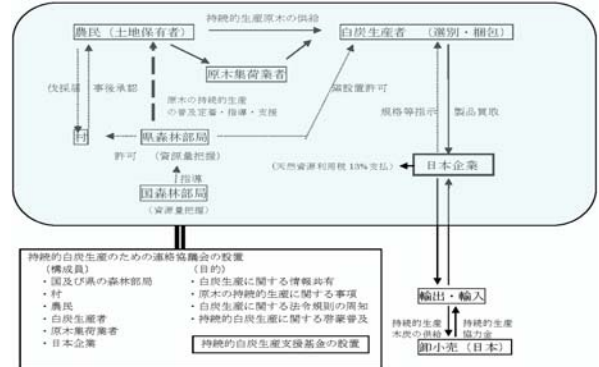 持続的生産原木の供給
農民（土地保有者）
白炭生産者　（選別・梱包）
原木集荷業者
伐採届
事後承認
原木の持続的生産
の普及定着・指導・支援
窯設置許可
規格等指示
製品買取
村
県森林部局
許可
（資源量把握）
（天然資源利用税 13%支払）
日本企業
指導
国森林部局
（資源量把握）
持続的白炭生産のための連絡協議会の設置
（構成員）
・国及び県の森林部局
・村
・農民
・白炭生産者
・原木集荷業者
・日本企業
（目的）
・白炭生産に関する情報共有
・原木の持続的生産に関する事項
・白炭生産に関する法令規則の周知
・持続的白炭生産に関する啓蒙普及
持続的白炭生産支援基金の設置
輸出・輸入
持続的生産
木炭の供給
持続的生産
協力金
卸小売（日本）